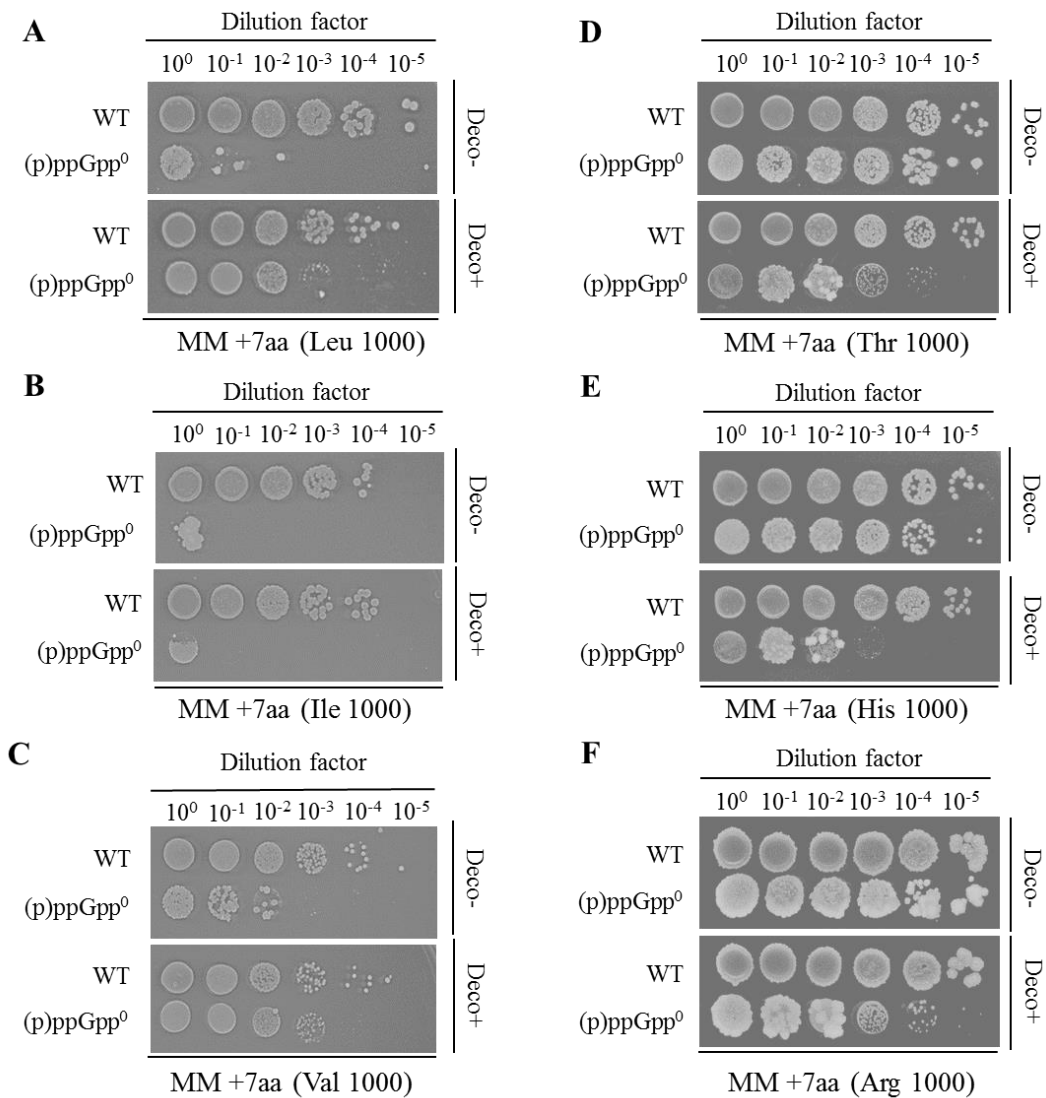 A
Dilution factor
10⁰ 10⁻¹ 10⁻² 10⁻³ 10⁻⁴ 10⁻⁵
WT
(p)ppGpp⁰
Deco-
WT
(p)ppGpp⁰
Deco+
MM +7aa (Leu 1000)
B
Dilution factor
10⁰ 10⁻¹ 10⁻² 10⁻³ 10⁻⁴ 10⁻⁵
WT
(p)ppGpp⁰
Deco-
WT
(p)ppGpp⁰
Deco+
MM +7aa (Ile 1000)
C
Dilution factor
10⁰ 10⁻¹ 10⁻² 10⁻³ 10⁻⁴ 10⁻⁵
WT
(p)ppGpp⁰
Deco-
WT
(p)ppGpp⁰
Deco+
MM +7aa (Val 1000)
D
Dilution factor
10⁰ 10⁻¹ 10⁻² 10⁻³ 10⁻⁴ 10⁻⁵
WT
(p)ppGpp⁰
Deco-
WT
(p)ppGpp⁰
Deco+
MM +7aa (Thr 1000)
E
Dilution factor
10⁰ 10⁻¹ 10⁻² 10⁻³ 10⁻⁴ 10⁻⁵
WT
(p)ppGpp⁰
Deco-
WT
(p)ppGpp⁰
Deco+
MM +7aa (His 1000)
F
Dilution factor
10⁰ 10⁻¹ 10⁻² 10⁻³ 10⁻⁴ 10⁻⁵
WT
(p)ppGpp⁰
Deco-
WT
(p)ppGpp⁰
Deco+
MM +7aa (Arg 1000)